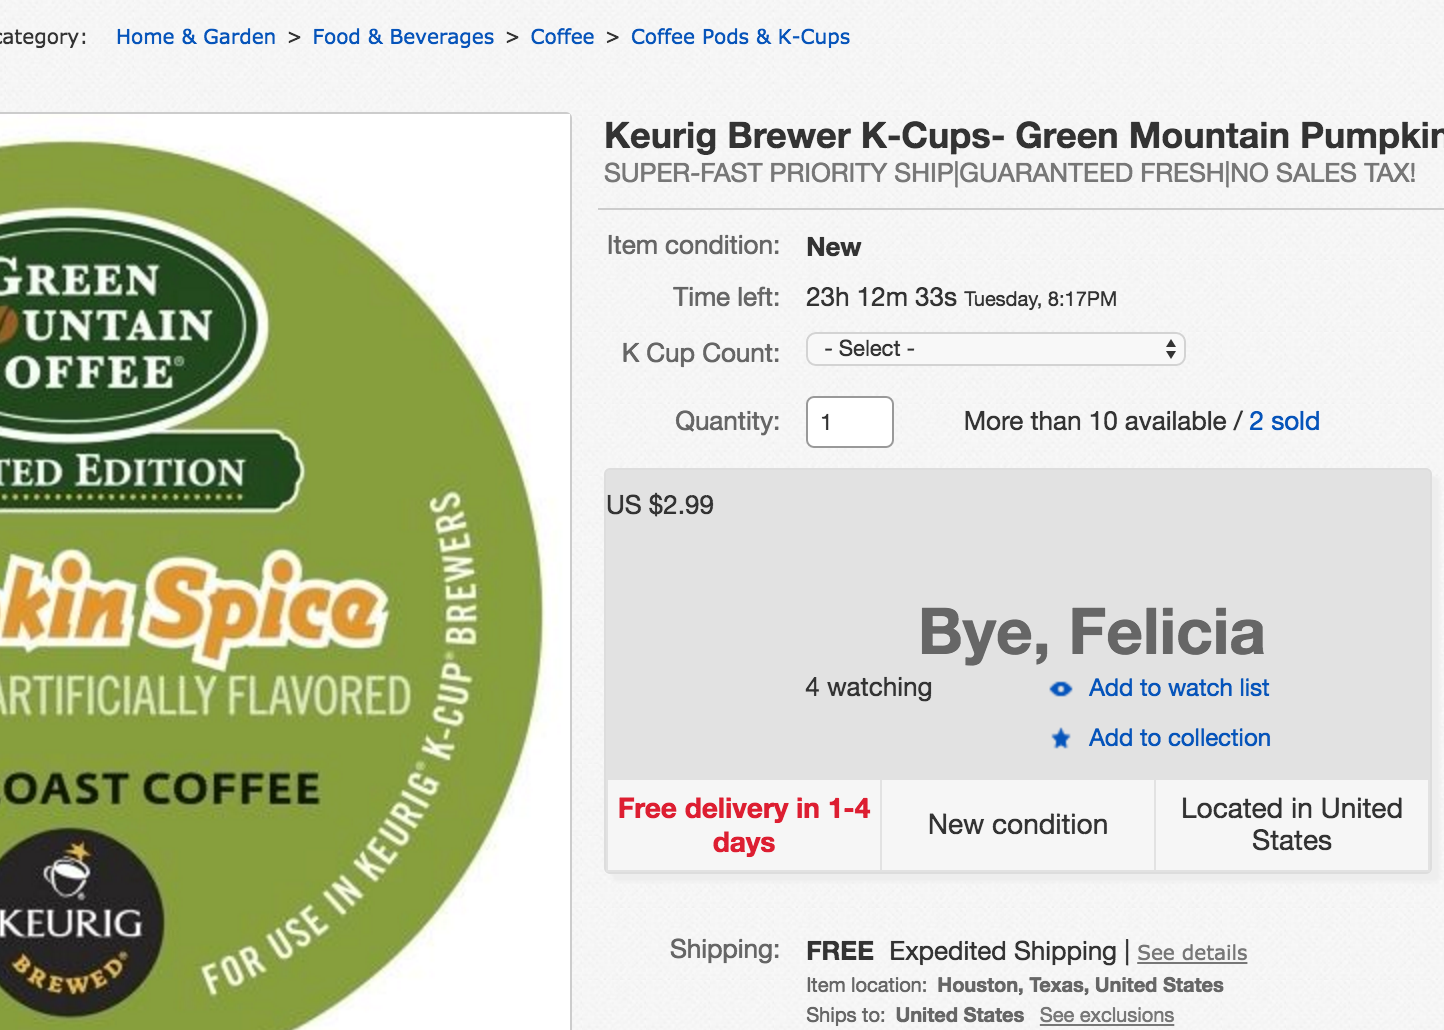 category: Home & Garden > Food & Beverages > Coffee > Coffee Pods & K-Cups
GREEN
OUNTAIN
OFFEE®
TED EDITION
kin Spice
ARTIFICIALLY FLAVORED
OAST COFFEE
FOR USE IN KEURIG® K-CUP® BREWERS
KEURIG
BREWED®
Keurig Brewer K-Cups- Green Mountain Pumpkin
SUPER-FAST PRIORITY SHIP|GUARANTEED FRESH|NO SALES TAX!
Item condition: New
Time left: 23h 12m 33s Tuesday, 8:17PM
K Cup Count: - Select -
Quantity: 1 More than 10 available / 2 sold
US $2.99
Bye, Felicia
4 watching Add to watch list
Add to collection
Free delivery in 1-4
days
New condition
Located in United
States
Shipping: FREE Expedited Shipping | See details
Item location: Houston, Texas, United States
Ships to: United States See exclusions